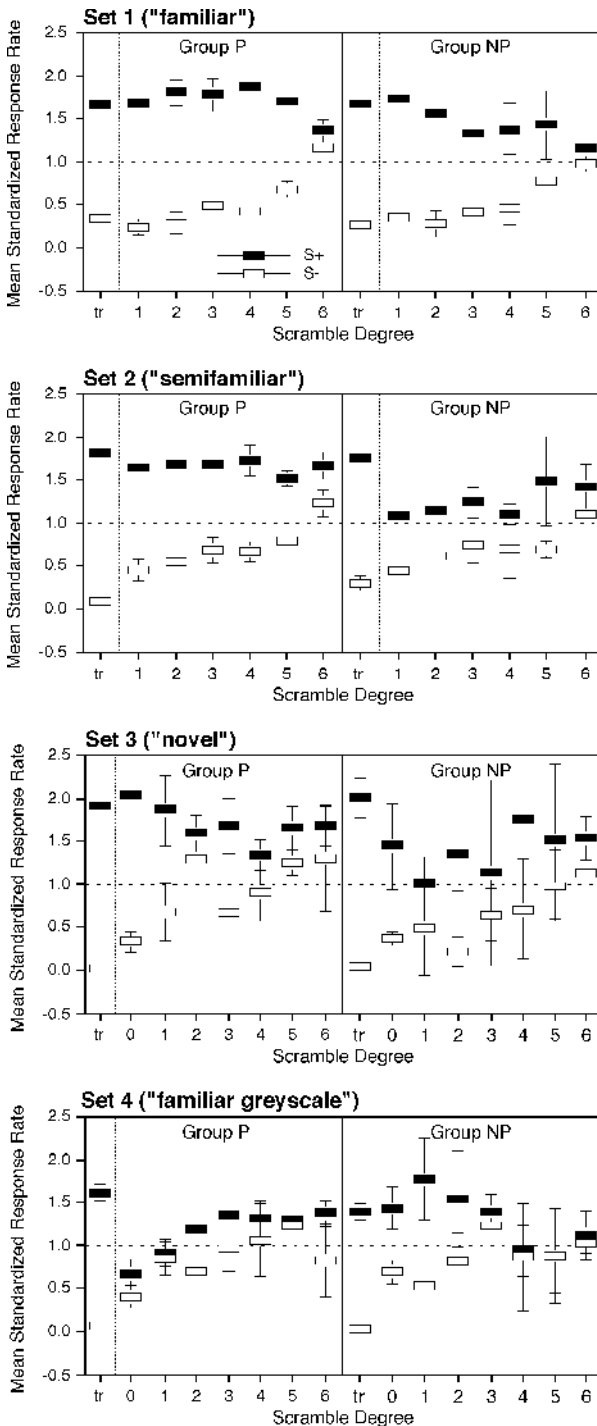 Set 1 ("familiar")
Group P
Group NP
Mean Standardized Response Rate
2.5
2.0
1.5
1.0
0.5
0.0
-0.5
S+
S-
tr 1 2 3 4 5 6 tr 1 2 3 4 5 6
Scramble Degree
Set 2 ("semifamiliar")
Group P
Group NP
Mean Standardized Response Rate
2.5
2.0
1.5
1.0
0.5
0.0
-0.5
tr 1 2 3 4 5 6 tr 1 2 3 4 5 6
Scramble Degree
Set 3 ("novel")
Group P
Group NP
Mean Standardized Response Rate
2.5
2.0
1.5
1.0
0.5
0.0
-0.5
tr 0 1 2 3 4 5 6 tr 0 1 2 3 4 5 6
Scramble Degree
Set 4 ("familiar greyscale")
Group P
Group NP
Mean Standardized Response Rate
2.5
2.0
1.5
1.0
0.5
0.0
-0.5
tr 0 1 2 3 4 5 6 tr 0 1 2 3 4 5 6
Scramble Degree